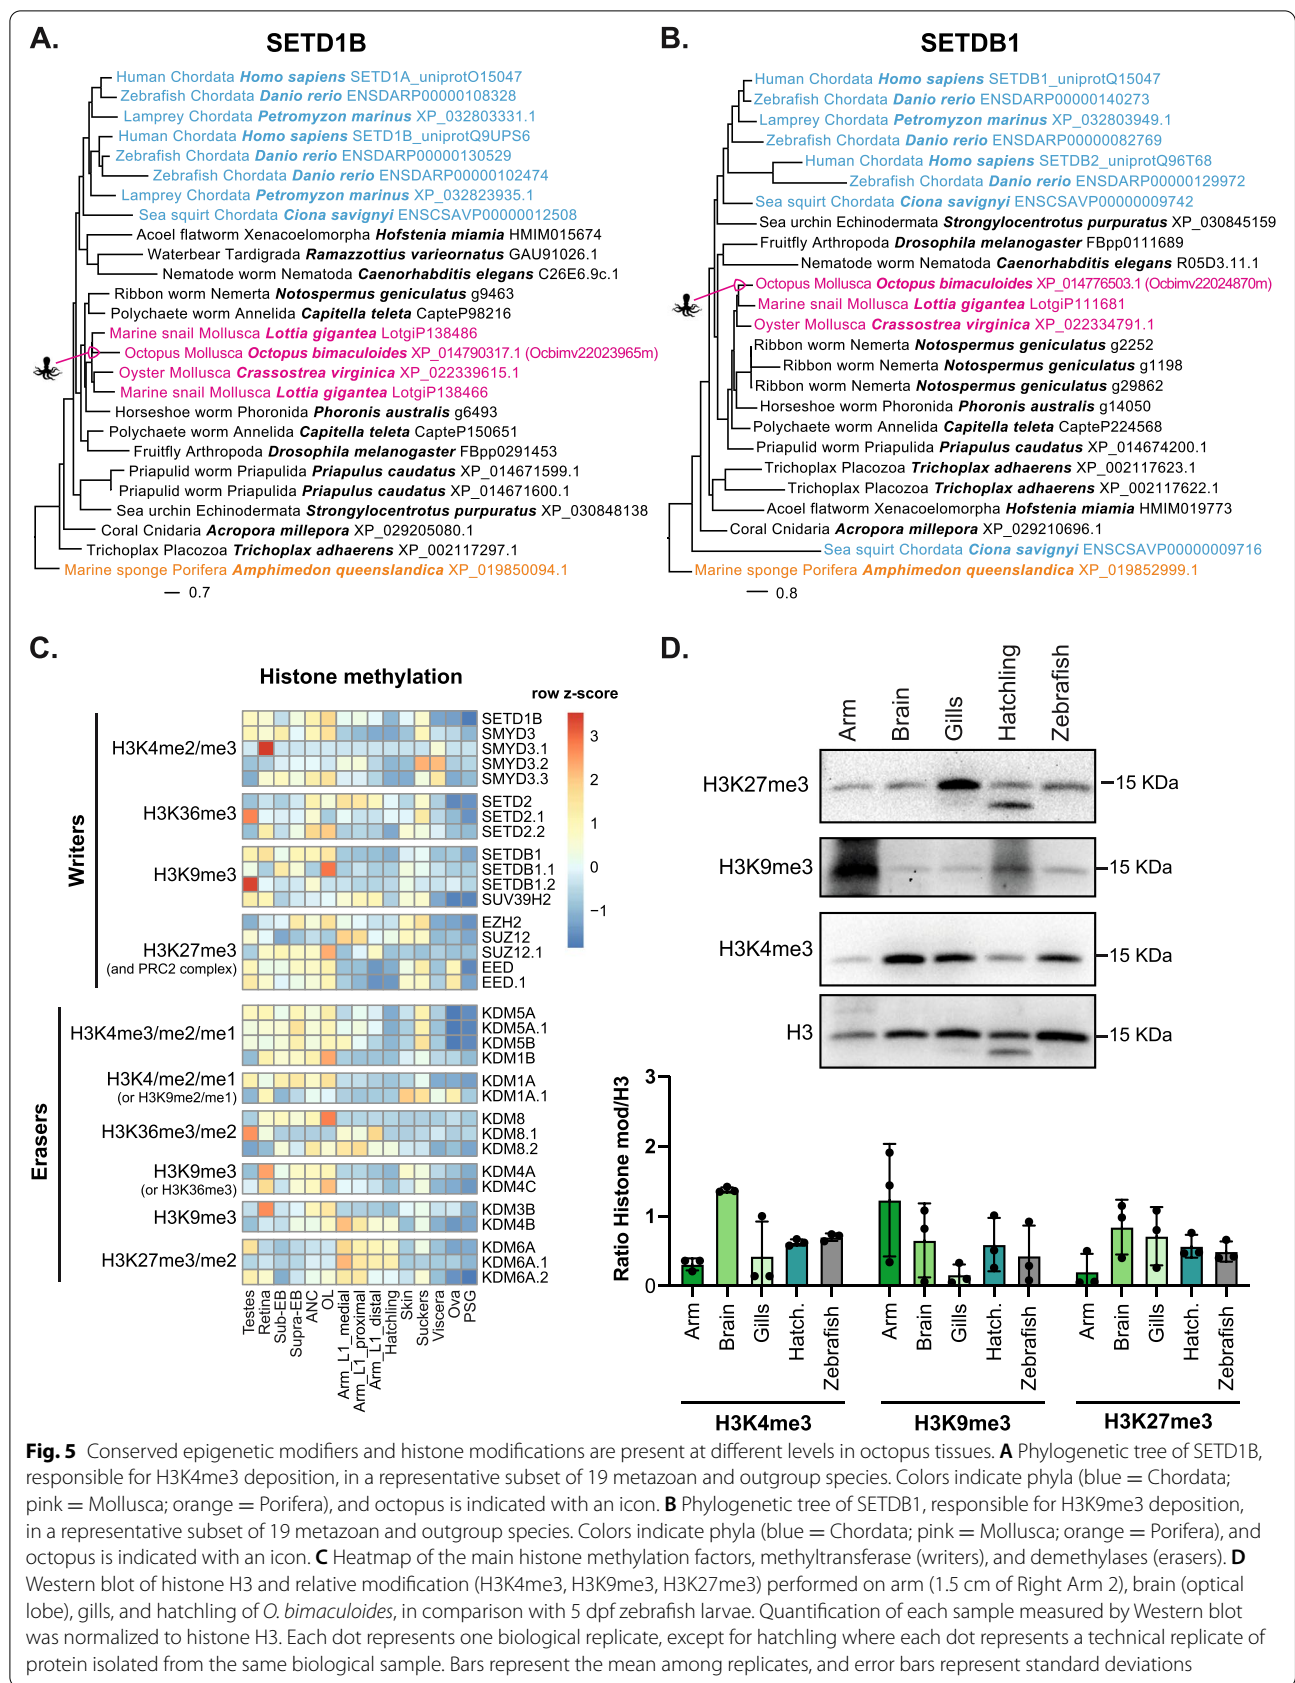 A.
SETD1B
Human Chordata Homo sapiens SETD1A_uniprotO15047
Zebrafish Chordata Danio rerio ENSDARP00000108328
Lamprey Chordata Petromyzon marinus XP_032803331.1
Human Chordata Homo sapiens SETD1B_uniprotQ9UPS6
Zebrafish Chordata Danio rerio ENSDARP00000130529
Zebrafish Chordata Danio rerio ENSDARP00000102474
Lamprey Chordata Petromyzon marinus XP_032823935.1
Sea squirt Chordata Ciona savignyi ENSCSAVP00000012508
Acoel flatworm Xenacoelomorpha Hofstenia miamia HMIM015674
Waterbear Tardigrada Ramazzottius varieornatus GAU91026.1
Nematode worm Nematoda Caenorhabditis elegans C26E6.9c.1
Ribbon worm Nemerta Notospermus geniculatus g9463
Polychaete worm Annelida Capitella teleta CapteP98216
Marine snail Mollusca Lottia gigantea LotgiP138486
Octopus Mollusca Octopus bimaculoides XP_014790317.1 (Ocbimv22023965m)
Oyster Mollusca Crassostrea virginica XP_022339615.1
Marine snail Mollusca Lottia gigantea LotgiP138466
Horseshoe worm Phoronida Phoronis australis g6493
Polychaete worm Annelida Capitella teleta CapteP150651
Fruitfly Arthropoda Drosophila melanogaster FBpp0291453
Priapulid worm Priapulida Priapulus caudatus XP_014671599.1
Priapulid worm Priapulida Priapulus caudatus XP_014671600.1
Sea urchin Echinodermata Strongylocentrotus purpuratus XP_030848138
Coral Cnidaria Acropora millepora XP_029205080.1
Trichoplax Placozoa Trichoplax adhaerens XP_002117297.1
Marine sponge Porifera Amphimedon queenslandica XP_019850094.1
0.7
B.
SETDB1
Human Chordata Homo sapiens SETDB1_uniprotQ15047
Zebrafish Chordata Danio rerio ENSDARP00000140273
Lamprey Chordata Petromyzon marinus XP_032803949.1
Zebrafish Chordata Danio rerio ENSDARP00000082769
Human Chordata Homo sapiens SETDB2_uniprotQ96T68
Zebrafish Chordata Danio rerio ENSDARP00000129972
Sea squirt Chordata Ciona savignyi ENSCSAVP00000009742
Sea urchin Echinodermata Strongylocentrotus purpuratus XP_030845159
Fruitfly Arthropoda Drosophila melanogaster FBpp0111689
Nematode worm Nematoda Caenorhabditis elegans R05D3.11.1
Octopus Mollusca Octopus bimaculoides XP_014776503.1 (Ocbimv22024870m)
Marine snail Mollusca Lottia gigantea LotgiP111681
Oyster Mollusca Crassostrea virginica XP_022334791.1
Ribbon worm Nemerta Notospermus geniculatus g2252
Ribbon worm Nemerta Notospermus geniculatus g1198
Ribbon worm Nemerta Notospermus geniculatus g29862
Horseshoe worm Phoronida Phoronis australis g14050
Polychaete worm Annelida Capitella teleta CapteP224568
Priapulid worm Priapulida Priapulus caudatus XP_014674200.1
Trichoplax Placozoa Trichoplax adhaerens XP_002117623.1
Trichoplax Placozoa Trichoplax adhaerens XP_002117622.1
Acoel flatworm Xenacoelomorpha Hofstenia miamia HMIM019773
Coral Cnidaria Acropora millepora XP_029210696.1
Sea squirt Chordata Ciona savignyi ENSCSAVP00000009716
Marine sponge Porifera Amphimedon queenslandica XP_019852999.1
0.8
C.
Histone methylation
row z-score
3
2
1
0
−1
Writers
H3K4me2/me3
SETD1B
SMYD3
SMYD3.1
SMYD3.2
SMYD3.3
H3K36me3
SETD2
SETD2.1
SETD2.2
H3K9me3
SETDB1
SETDB1.1
SETDB1.2
SUV39H2
H3K27me3
(and PRC2 complex)
EZH2
SUZ12
SUZ12.1
EED
EED.1
Erasers
H3K4me3/me2/me1
KDM5A
KDM5A.1
KDM5B
KDM1B
H3K4/me2/me1
(or H3K9me2/me1)
KDM1A
KDM1A.1
H3K36me3/me2
KDM8
KDM8.1
KDM8.2
H3K9me3
(or H3K36me3)
KDM4A
KDM4C
H3K9me3
KDM3B
KDM4B
H3K27me3/me2
KDM6A
KDM6A.1
KDM6A.2
Testes
Retina
Sub-EB
Supra-EB
ANC
OL
Arm_L1_medial
Arm_L1_proximal
Arm_L1_distal
Hatchling
Skin
Suckers
Viscera
Ova
PSG
D.
Arm
Brain
Gills
Hatchling
Zebrafish
H3K27me3
15 KDa
H3K9me3
15 KDa
H3K4me3
15 KDa
H3
15 KDa
Ratio Histone mod/H3
3
2
1
0
Arm
Brain
Gills
Hatch.
Zebrafish
Arm
Brain
Gills
Hatch.
Zebrafish
Arm
Brain
Gills
Hatch.
Zebrafish
H3K4me3
H3K9me3
H3K27me3
Fig. 5 Conserved epigenetic modifiers and histone modifications are present at different levels in octopus tissues. A Phylogenetic tree of SETD1B,
responsible for H3K4me3 deposition, in a representative subset of 19 metazoan and outgroup species. Colors indicate phyla (blue = Chordata;
pink = Mollusca; orange = Porifera), and octopus is indicated with an icon. B Phylogenetic tree of SETDB1, responsible for H3K9me3 deposition,
in a representative subset of 19 metazoan and outgroup species. Colors indicate phyla (blue = Chordata; pink = Mollusca; orange = Porifera), and
octopus is indicated with an icon. C Heatmap of the main histone methylation factors, methyltransferase (writers), and demethylases (erasers). D
Western blot of histone H3 and relative modification (H3K4me3, H3K9me3, H3K27me3) performed on arm (1.5 cm of Right Arm 2), brain (optical
lobe), gills, and hatchling of O. bimaculoides, in comparison with 5 dpf zebrafish larvae. Quantification of each sample measured by Western blot
was normalized to histone H3. Each dot represents one biological replicate, except for hatchling where each dot represents a technical replicate of
protein isolated from the same biological sample. Bars represent the mean among replicates, and error bars represent standard deviations